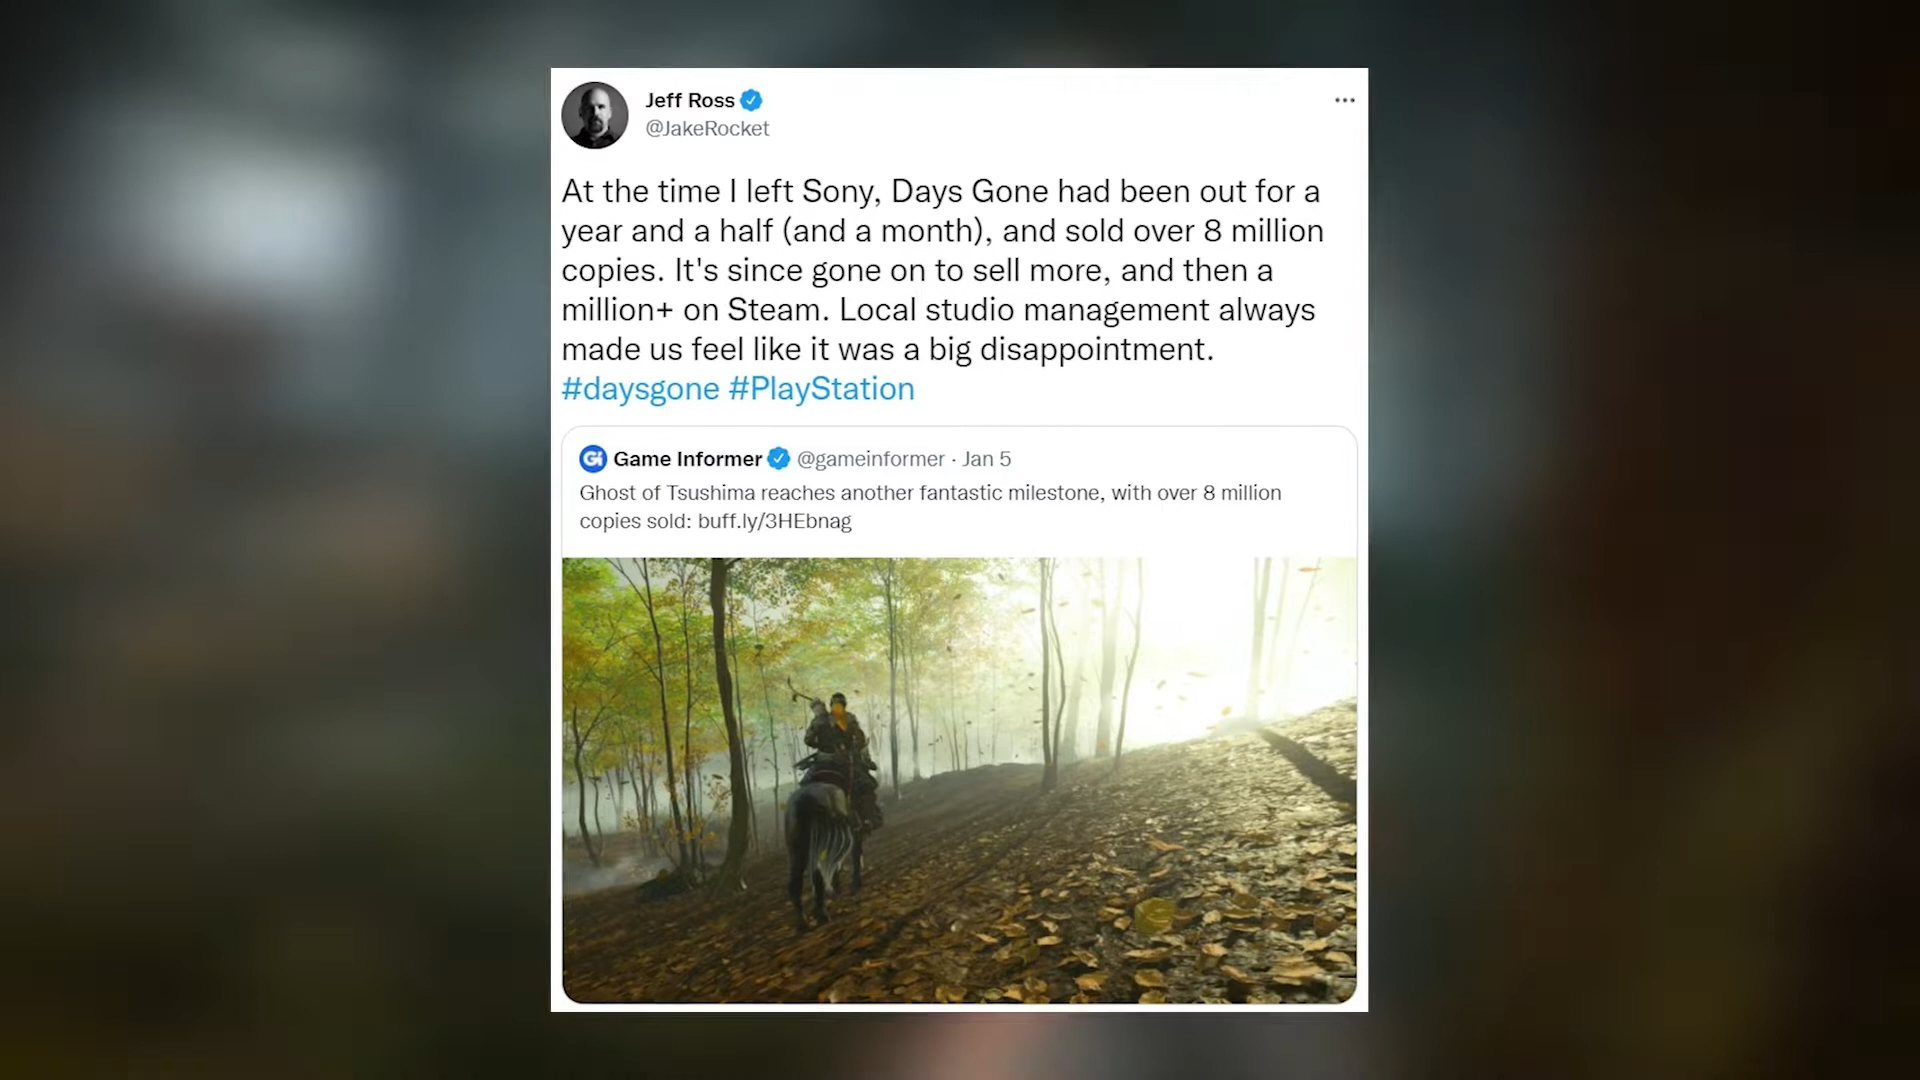 Jeff Ross
@JakeRocket
At the time I left Sony, Days Gone had been out for a
year and a half (and a month), and sold over 8 million
copies. It's since gone on to sell more, and then a
million+ on Steam. Local studio management always
made us feel like it was a big disappointment.
#daysgone #PlayStation
Gi Game Informer @gameinformer · Jan 5
Ghost of Tsushima reaches another fantastic milestone, with over 8 million
copies sold: buff.ly/3HEbnag